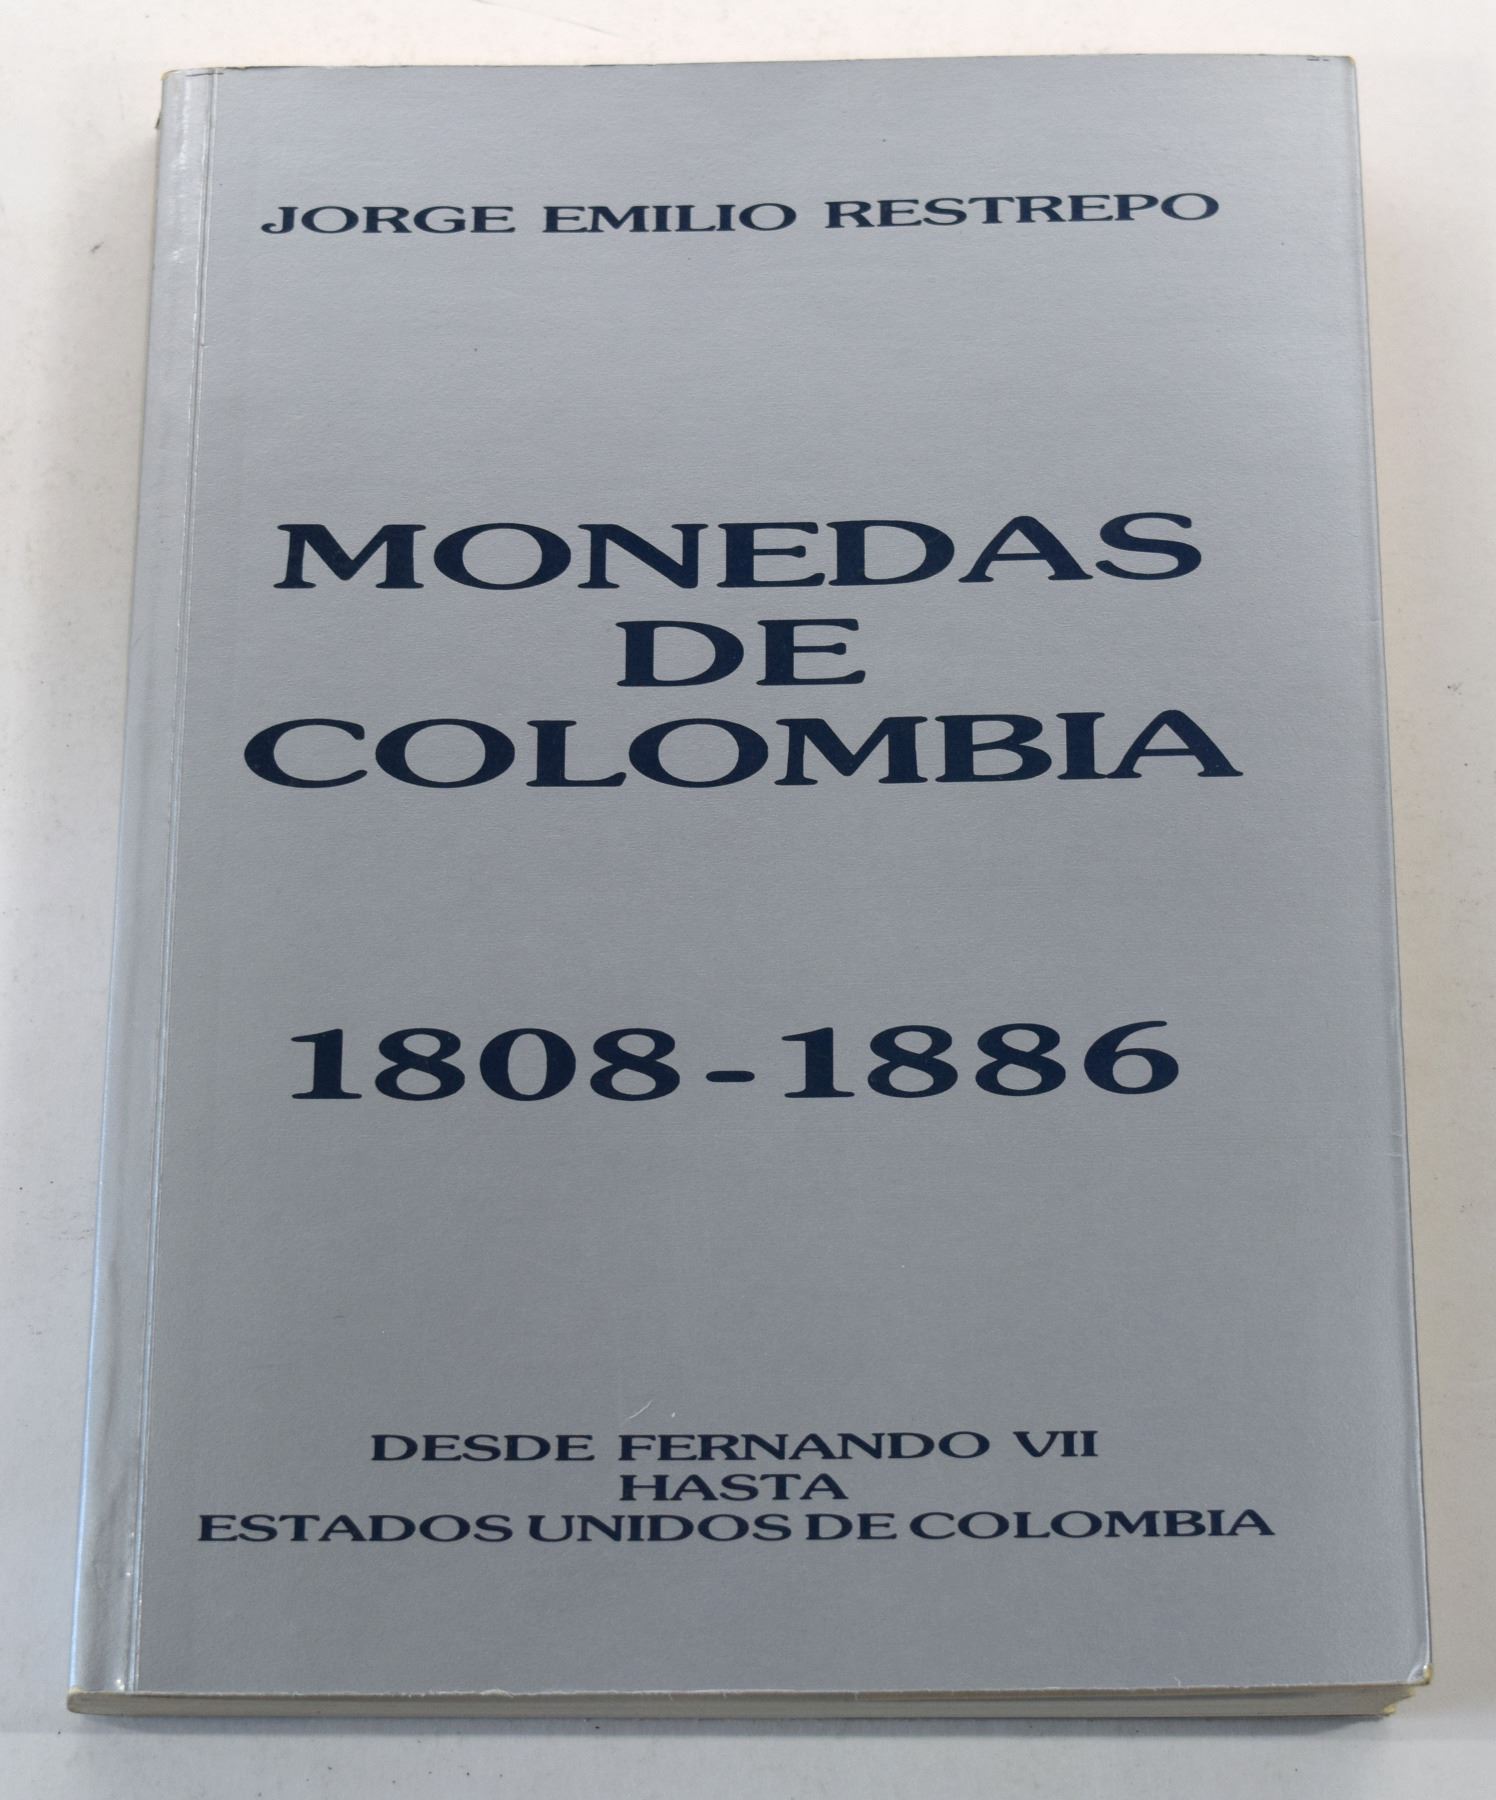 JORGE EMILIO RESTREPO
MONEDAS
DE
COLOMBIA
1808-1886
DESDE FERNANDO VII
HASTA
ESTADOS UNIDOS DE COLOMBIA